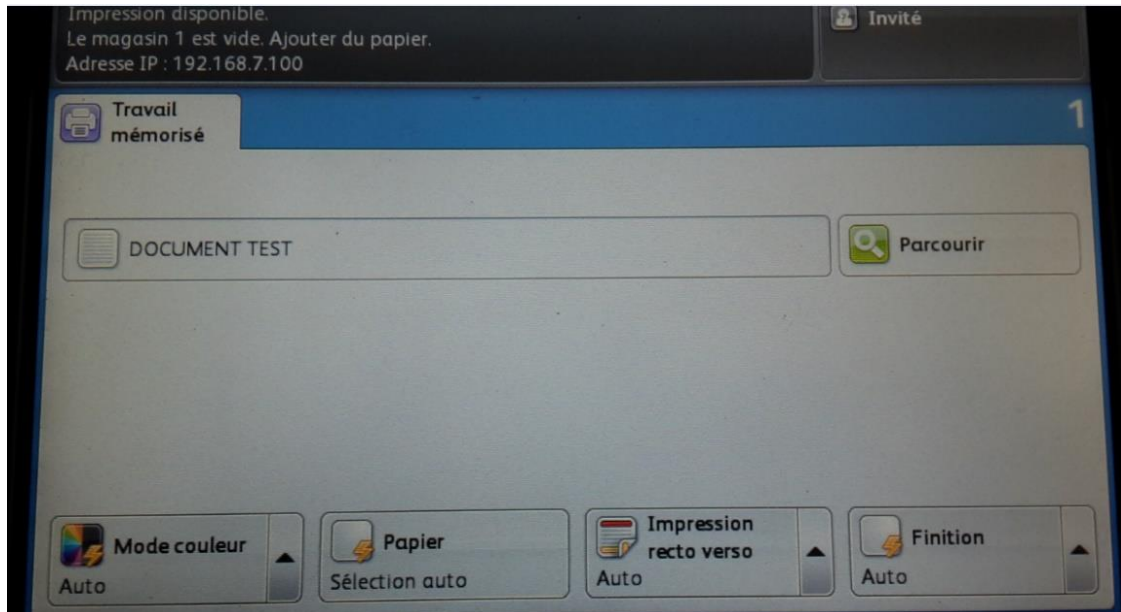 Impression disponible.
Le magasin 1 est vide. Ajouter du papier.
Adresse IP : 192.168.7.100
Invité
Travail
mémorisé
1
DOCUMENT TEST
Parcourir
Mode couleur
Auto
Papier
Sélection auto
Impression
recto verso
Auto
Finition
Auto